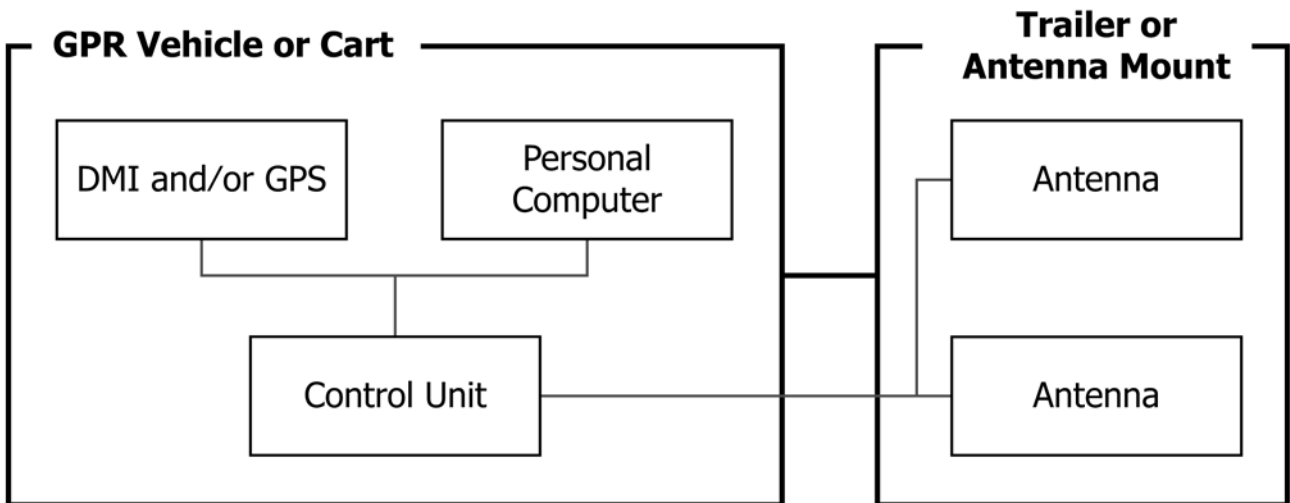 GPR Vehicle or Cart
Trailer or
Antenna Mount
DMI and/or GPS
Personal
Computer
Antenna
Control Unit
Antenna